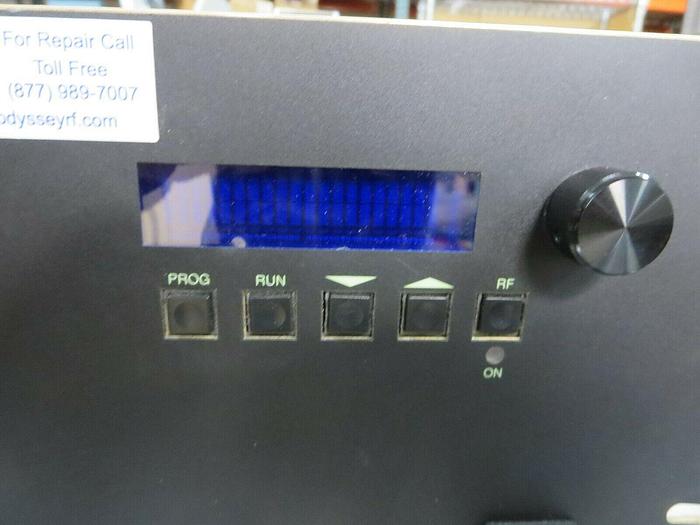 For Repair Call
Toll Free
(877) 989-7007
odysseyrf.com
PROG
RUN
RF
ON